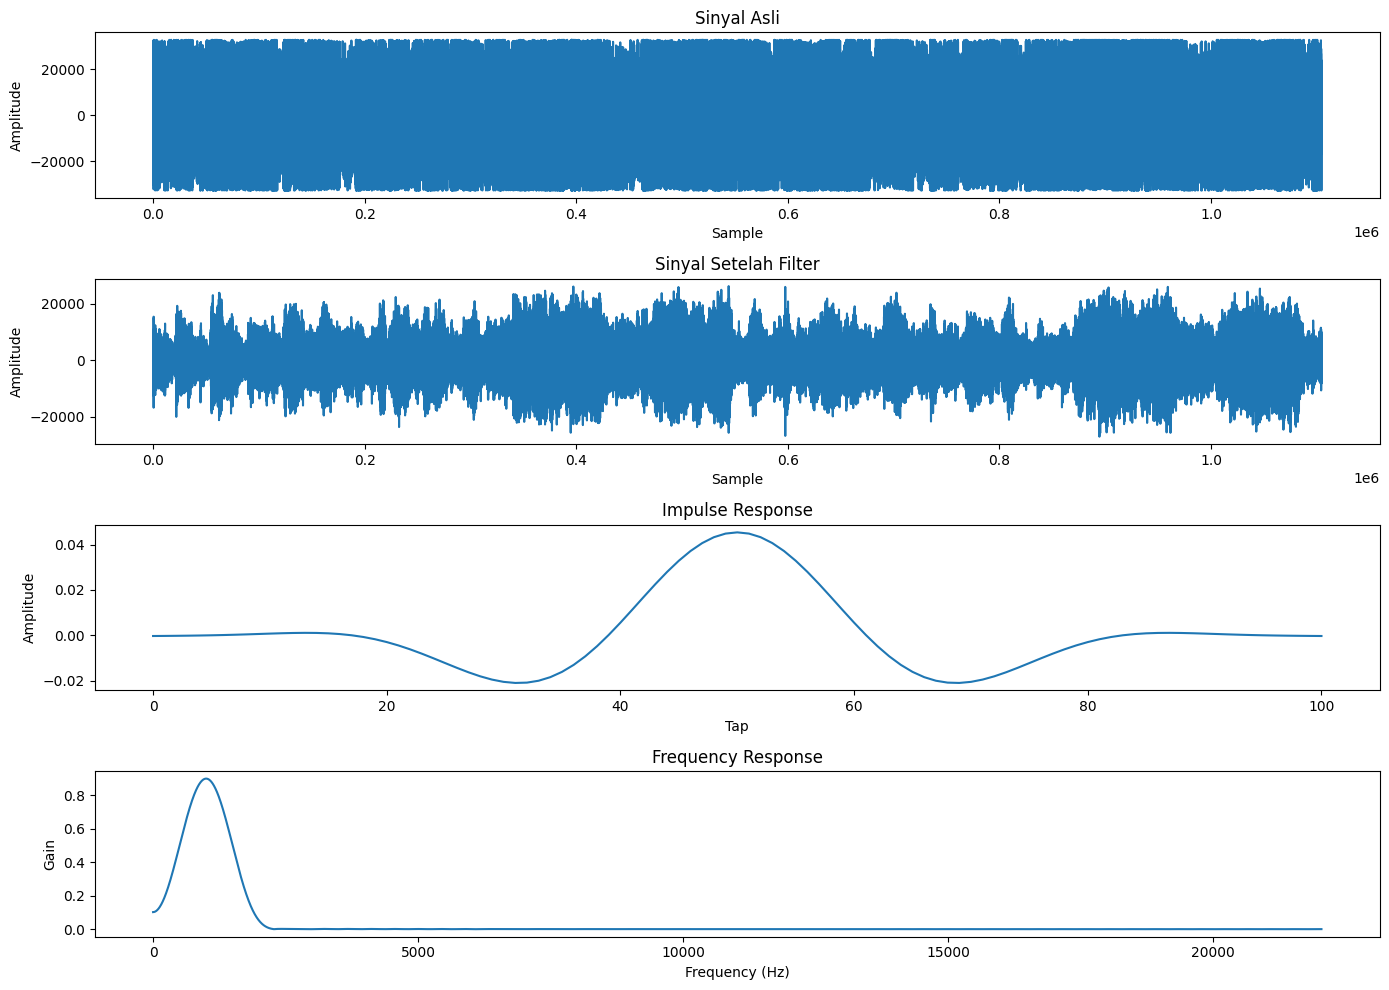 Sinyal Asli
Amplitude
20000
0
−20000
0.0 0.2 0.4 0.6 0.8 1.0
1e6
Sample
Sinyal Setelah Filter
Amplitude
20000
0
−20000
0.0 0.2 0.4 0.6 0.8 1.0
1e6
Sample
Impulse Response
Amplitude
0.04
0.02
0.00
−0.02
0 20 40 60 80 100
Tap
Frequency Response
Gain
0.8
0.6
0.4
0.2
0.0
0 5000 10000 15000 20000
Frequency (Hz)